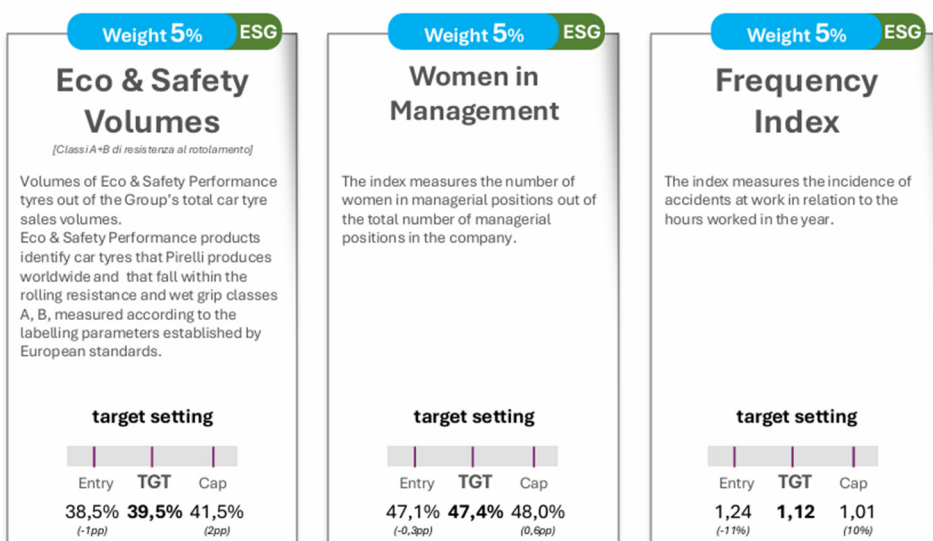 Weight 5% ESG
Eco & Safety
Volumes
[Classi A+B di resistenza al rotolamento]
Volumes of Eco & Safety Performance
tyres out of the Group's total car tyre
sales volumes.
Eco & Safety Performance products
identify car tyres that Pirelli produces
worldwide and that fall within the
rolling resistance and wet grip classes
A, B, measured according to the
labelling parameters established by
European standards.
target setting
Entry TGT Cap
38,5% 39,5% 41,5%
(-1pp) (2pp)
Weight 5% ESG
Women in
Management
The index measures the number of
women in managerial positions out of
the total number of managerial
positions in the company.
target setting
Entry TGT Cap
47,1% 47,4% 48,0%
(-0,3pp) (0,6pp)
Weight 5% ESG
Frequency
Index
The index measures the incidence of
accidents at work in relation to the
hours worked in the year.
target setting
Entry TGT Cap
1,24 1,12 1,01
(-11%) (10%)